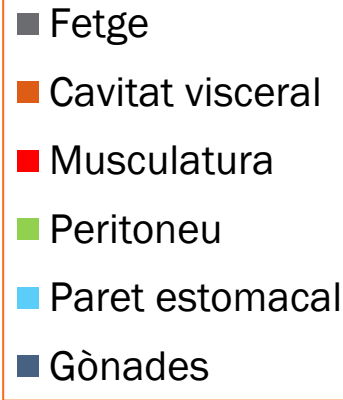 Fetge
Cavitat visceral
Musculatura
Peritoneu
Paret estomacal
Gònades